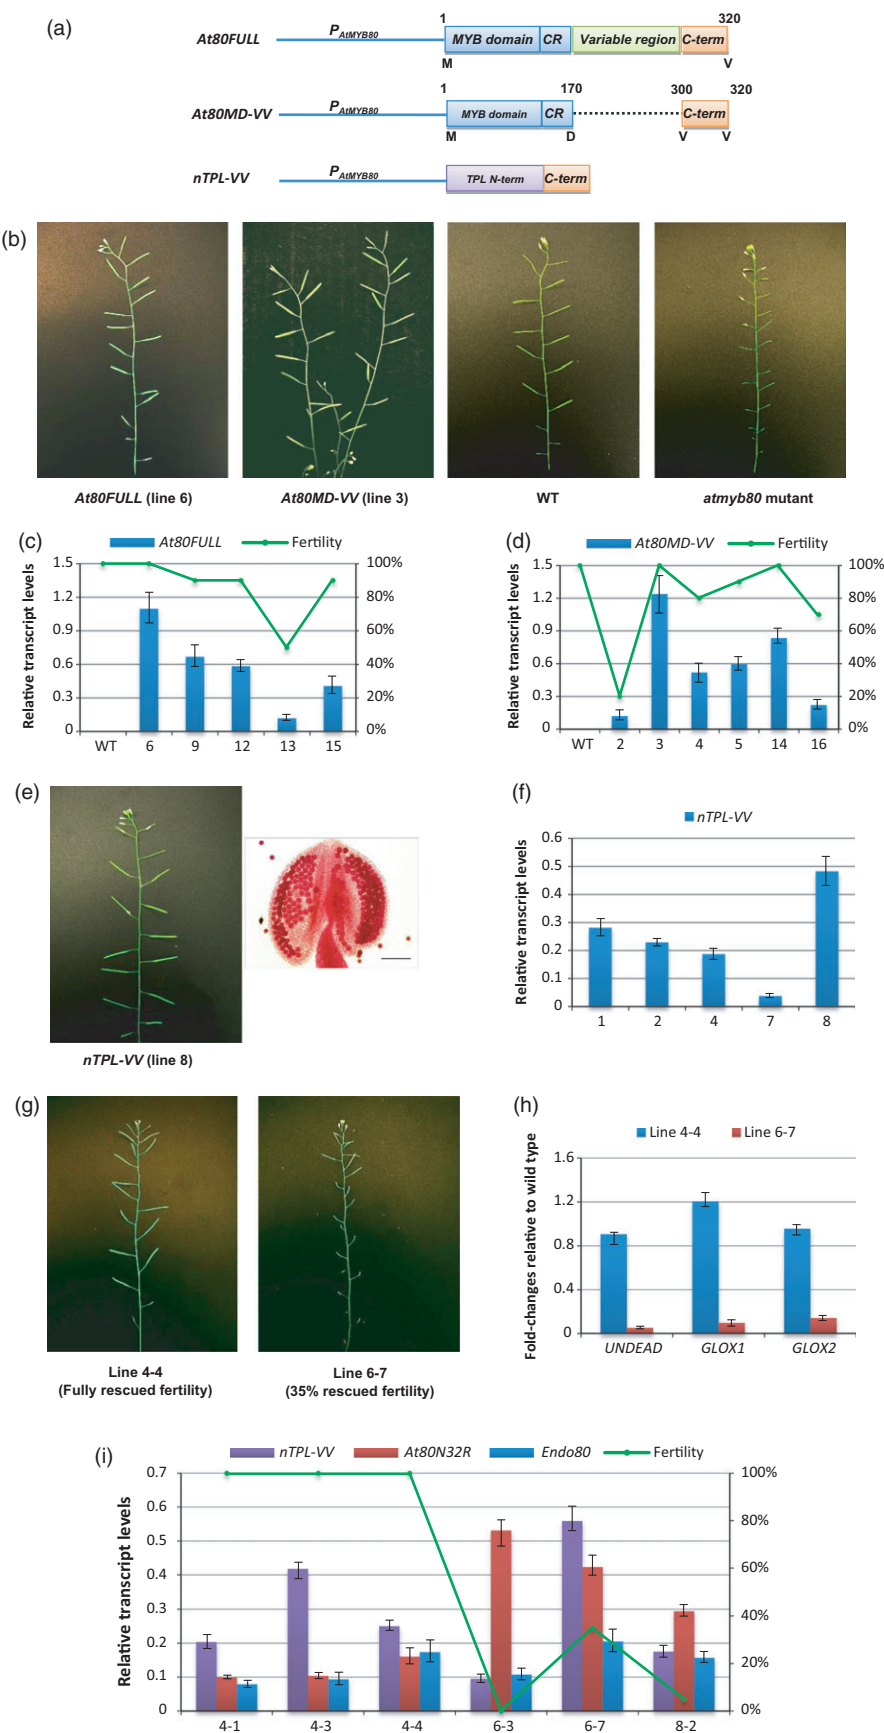 (a)
1 320
At80FULL P_AtMYB80 MYB domain CR Variable region C-term
M V
1 170 300 320
At80MD-VV P_AtMYB80 MYB domain CR C-term
M D V V
nTPL-VV P_AtMYB80 TPL N-term C-term
(b)
At80FULL (line 6) At80MD-VV (line 3) WT atmyb80 mutant
(c)
At80FULL Fertility
Relative transcript levels
1.5 100%
1.2 80%
0.9 60%
0.6 40%
0.3 20%
0 0%
WT 6 9 12 13 15
(d)
At80MD-VV Fertility
Relative transcript levels
1.5 100%
1.2 80%
0.9 60%
0.6 40%
0.3 20%
0 0%
WT 2 3 4 5 14 16
(e)
nTPL-VV (line 8)
(f)
nTPL-VV
Relative transcript levels
0.6
0.5
0.4
0.3
0.2
0.1
0
1 2 4 7 8
(g)
Line 4-4
(Fully rescued fertility)
Line 6-7
(35% rescued fertility)
(h)
Line 4-4 Line 6-7
Fold-changes relative to wild type
1.6
1.2
0.8
0.4
0
UNDEAD GLOX1 GLOX2
(i)
nTPL-VV At80N32R Endo80 Fertility
Relative transcript levels
0.7 100%
0.6 80%
0.5 60%
0.4 40%
0.3 20%
0.2 0%
0.1
0
4-1 4-3 4-4 6-3 6-7 8-2